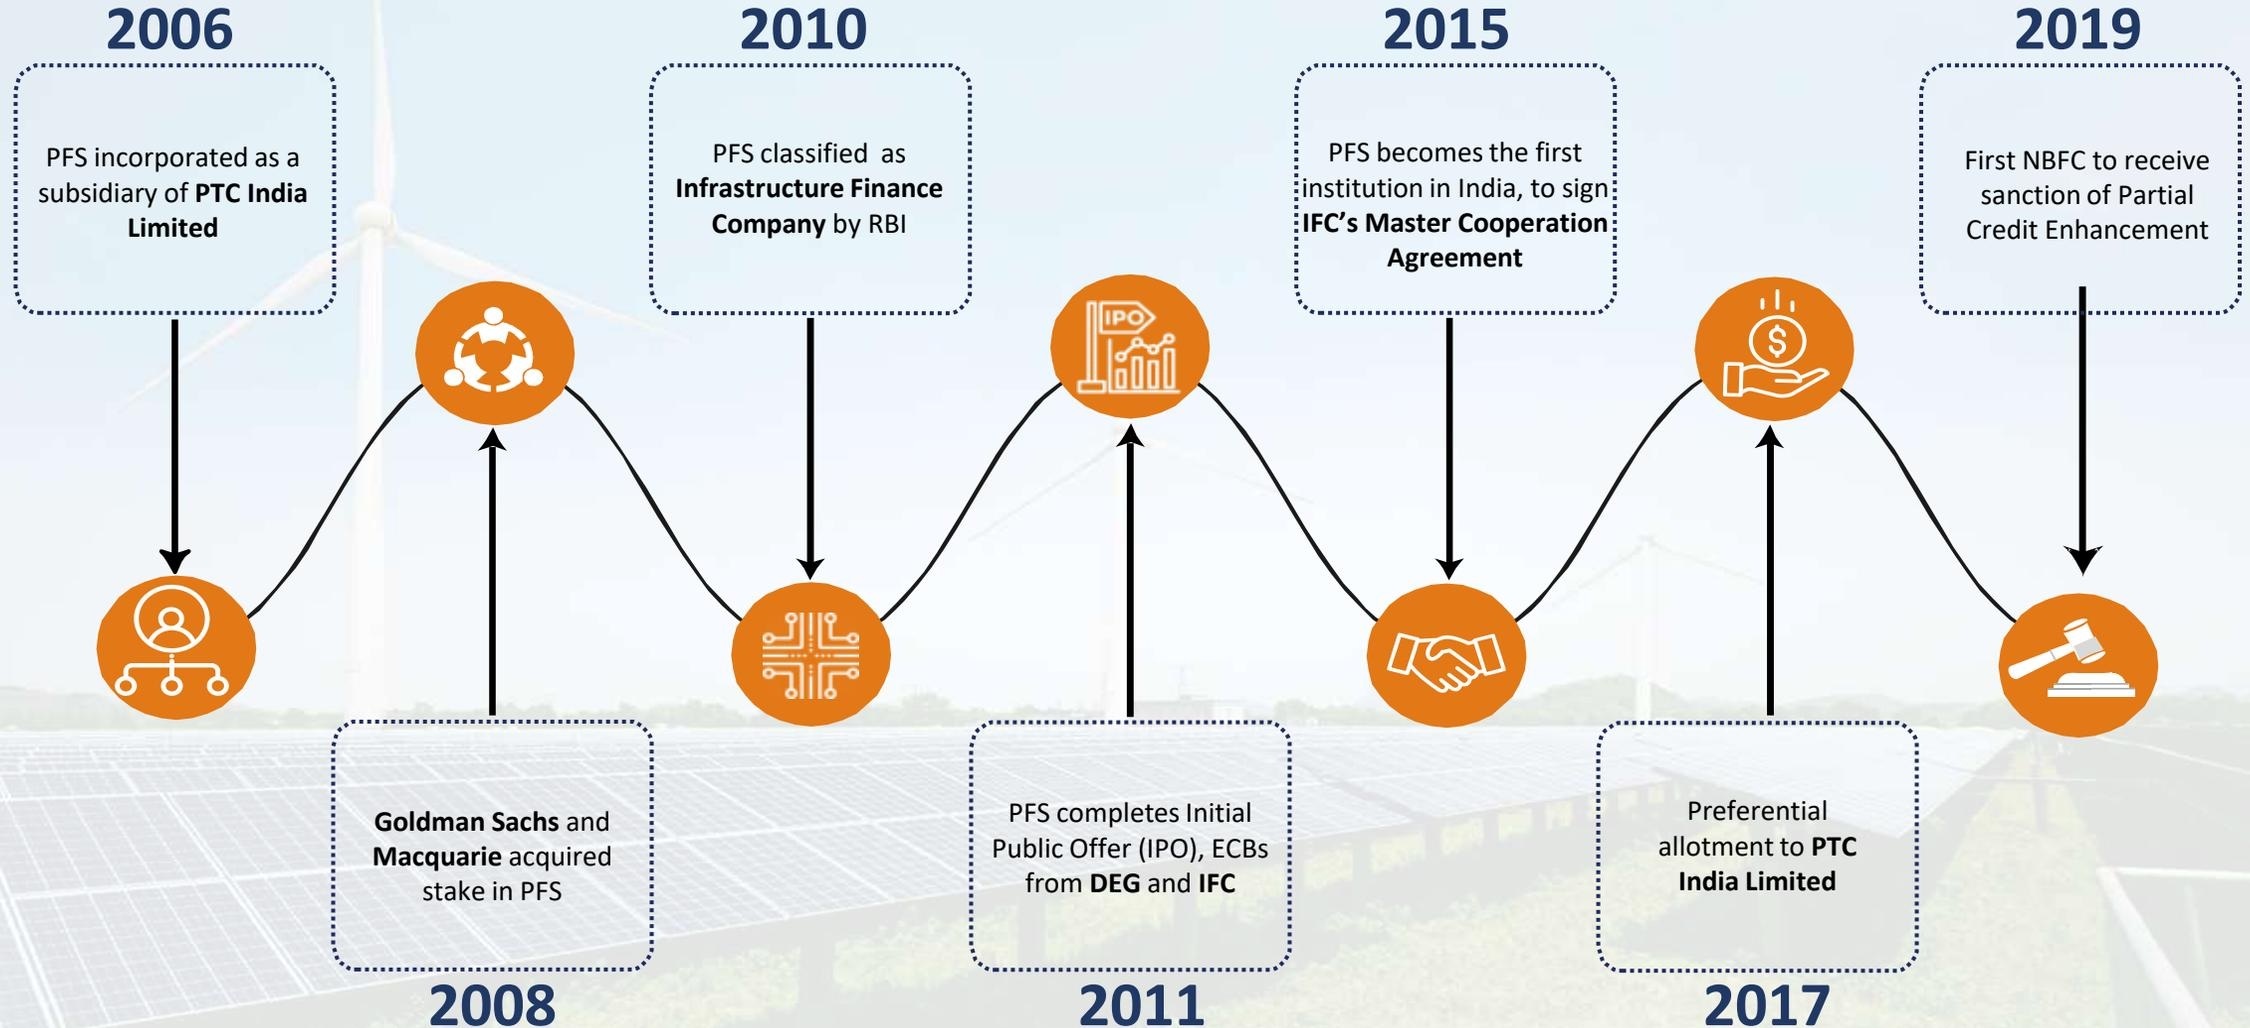 2006
PFS incorporated as a
subsidiary of PTC India
Limited
2008
Goldman Sachs and
Macquarie acquired
stake in PFS
2010
PFS classified as
Infrastructure Finance
Company by RBI
2011
IPO
PFS completes Initial
Public Offer (IPO), ECBs
from DEG and IFC
2015
PFS becomes the first
institution in India, to sign
IFC’s Master Cooperation
Agreement
2017
$
Preferential
allotment to PTC
India Limited
2019
First NBFC to receive
sanction of Partial
Credit Enhancement